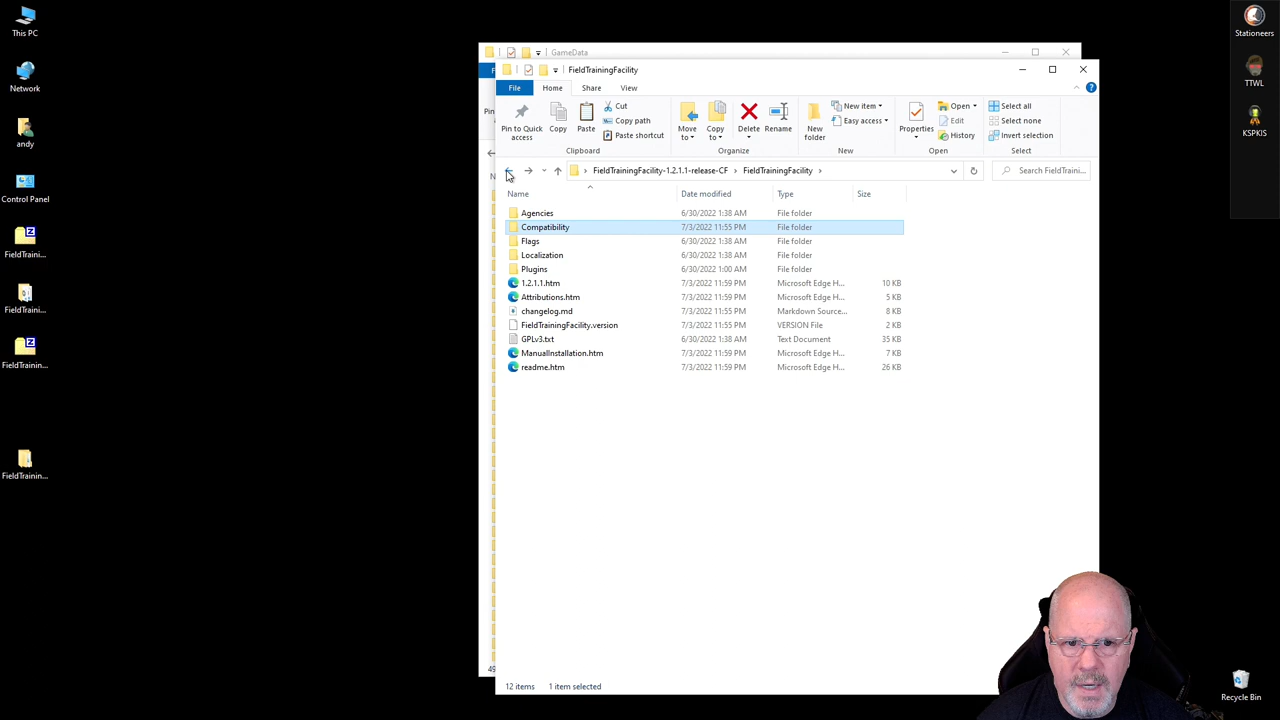 This PC
Network
andy
Control Panel
FieldTraini...
FieldTraini...
FieldTrainin...
FieldTrainin...
GameData
FieldTrainingFacility
File
Home
Share
View
Pin to Quick access
Copy
Paste
Cut
Copy path
Paste shortcut
Clipboard
Move to
Copy to
Delete
Rename
Organize
New folder
New item
Easy access
New
Properties
Open
Edit
History
Open
Select all
Select none
Invert selection
Select
FieldTrainingFacility-1.2.1.1-release-CF > FieldTrainingFacility >
Search FieldTraini...
Name Date modified Type Size
Agencies 6/30/2022 1:38 AM File folder
Compatibility 7/3/2022 11:55 PM File folder
Flags 6/30/2022 1:38 AM File folder
Localization 6/30/2022 1:38 AM File folder
Plugins 6/30/2022 1:00 AM File folder
1.2.1.1.htm 7/3/2022 11:59 PM Microsoft Edge H... 10 KB
Attributions.htm 7/3/2022 11:59 PM Microsoft Edge H... 5 KB
changelog.md 7/3/2022 11:55 PM Markdown Source... 8 KB
FieldTrainingFacility.version 7/3/2022 11:55 PM VERSION File 2 KB
GPLv3.txt 6/30/2022 1:38 AM Text Document 35 KB
ManualInstallation.htm 7/3/2022 11:59 PM Microsoft Edge H... 7 KB
readme.htm 7/3/2022 11:59 PM Microsoft Edge H... 26 KB
12 items 1 item selected
Stationeers
TTWL
KSPKIS
Recycle Bin